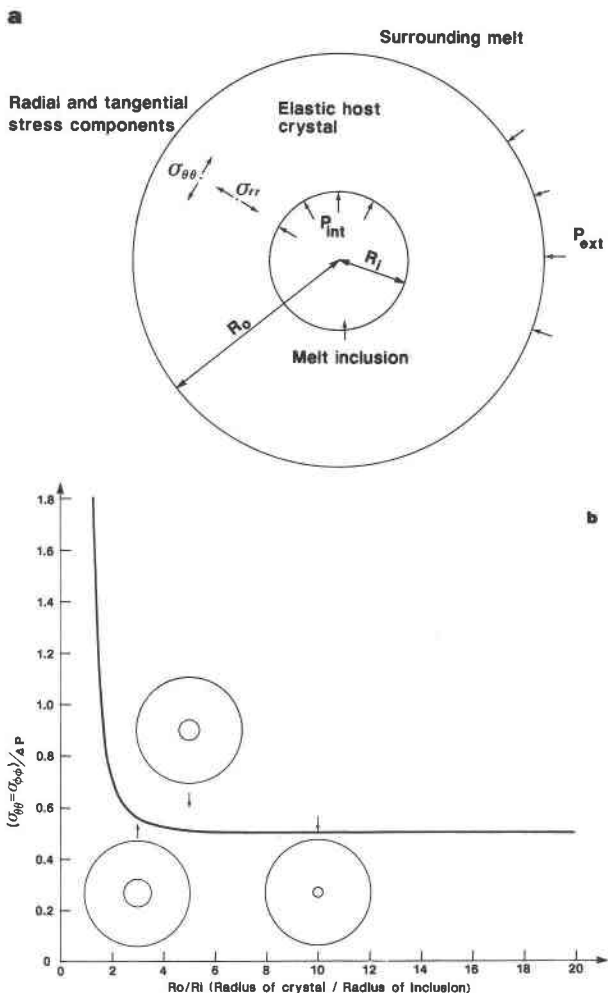 a
Surrounding melt
Radial and tangential
stress components
Elastic host
crystal
σθθ
σrr
Pint
Pext
Ri
Ro
Melt inclusion
b
1.8
1.6
1.4
1.2
1.0
0.8
0.6
0.4
0.2
0
(σθθ=σϕϕ)/ΔP
0 2 4 6 8 10 12 14 16 18 20
Ro/Ri (Radius of crystal / Radius of inclusion)